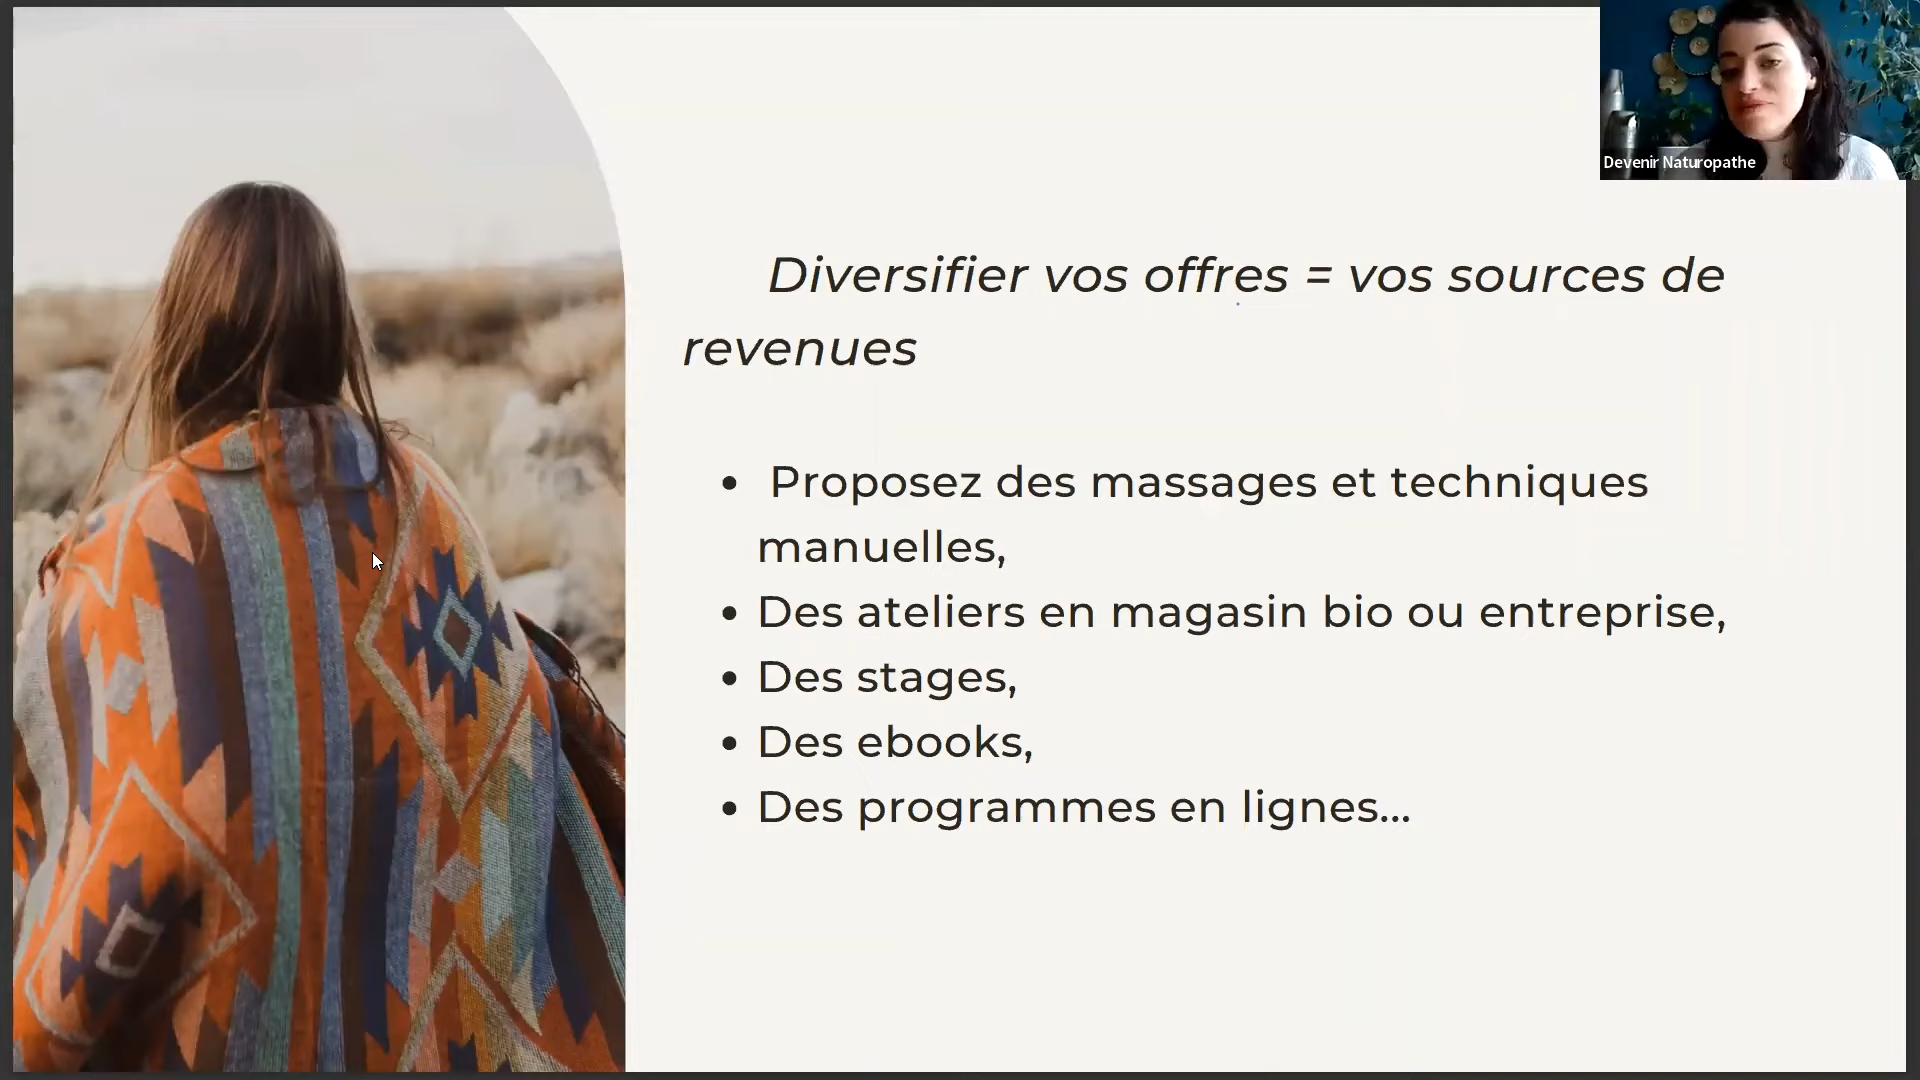 Devenir Naturopathe
Diversifier vos offres = vos sources de
revenues
• Proposez des massages et techniques
manuelles,
• Des ateliers en magasin bio ou entreprise,
• Des stages,
• Des ebooks,
• Des programmes en lignes...